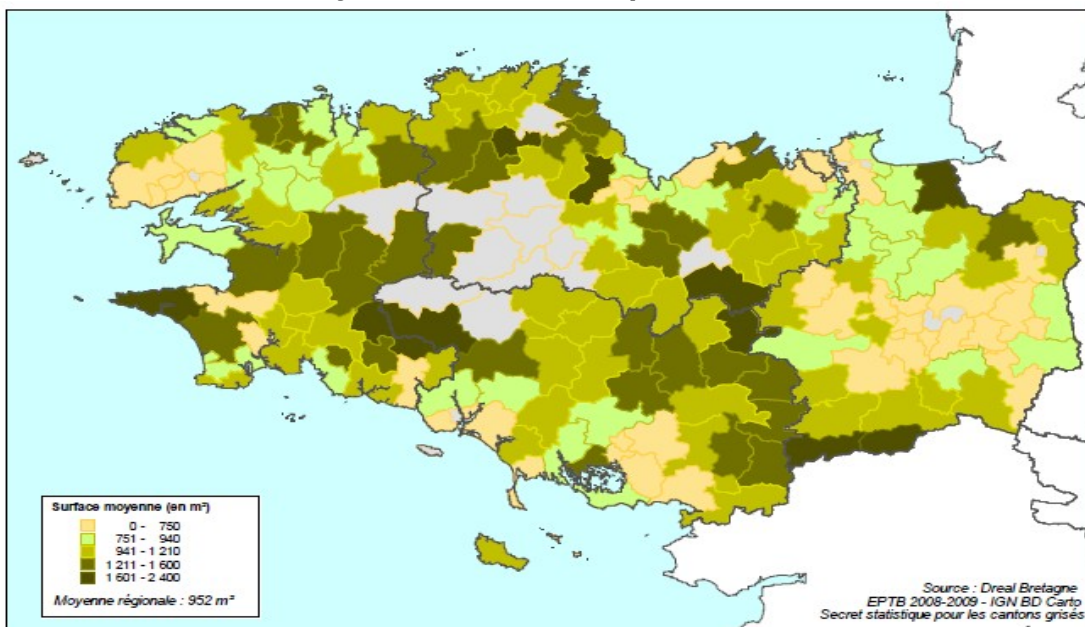 Surface moyenne (en m²)
0 - 750
751 - 940
941 - 1 210
1 211 - 1 600
1 601 - 2 400
Moyenne régionale : 952 m²
Source : Dreal Bretagne
EPTB 2008-2009 - IGN BD Carto
Secret statistique pour les cantons grisés